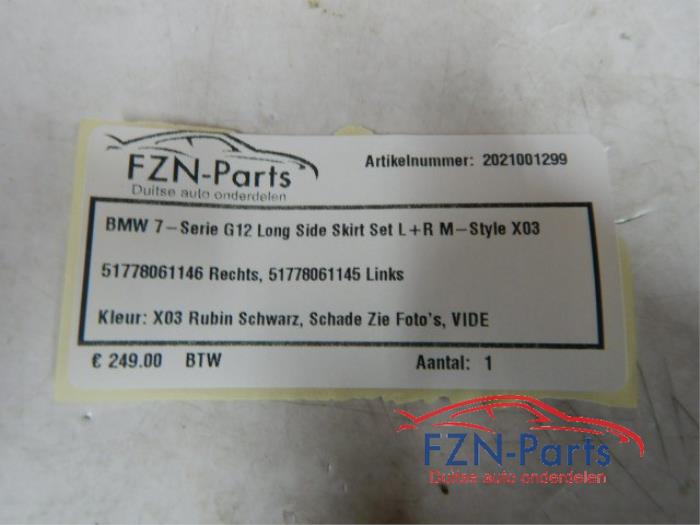 FZN-Parts
Duitse auto onderdelen
Artikelnummer: 2021001299
BMW 7-Serie G12 Long Side Skirt Set L+R M-Style X03
51778061146 Rechts, 51778061145 Links
Kleur: X03 Rubin Schwarz, Schade Zie Foto's, VIDE
€ 249.00 BTW
Aantal: 1
FZN-Parts
Duitse auto onderdelen